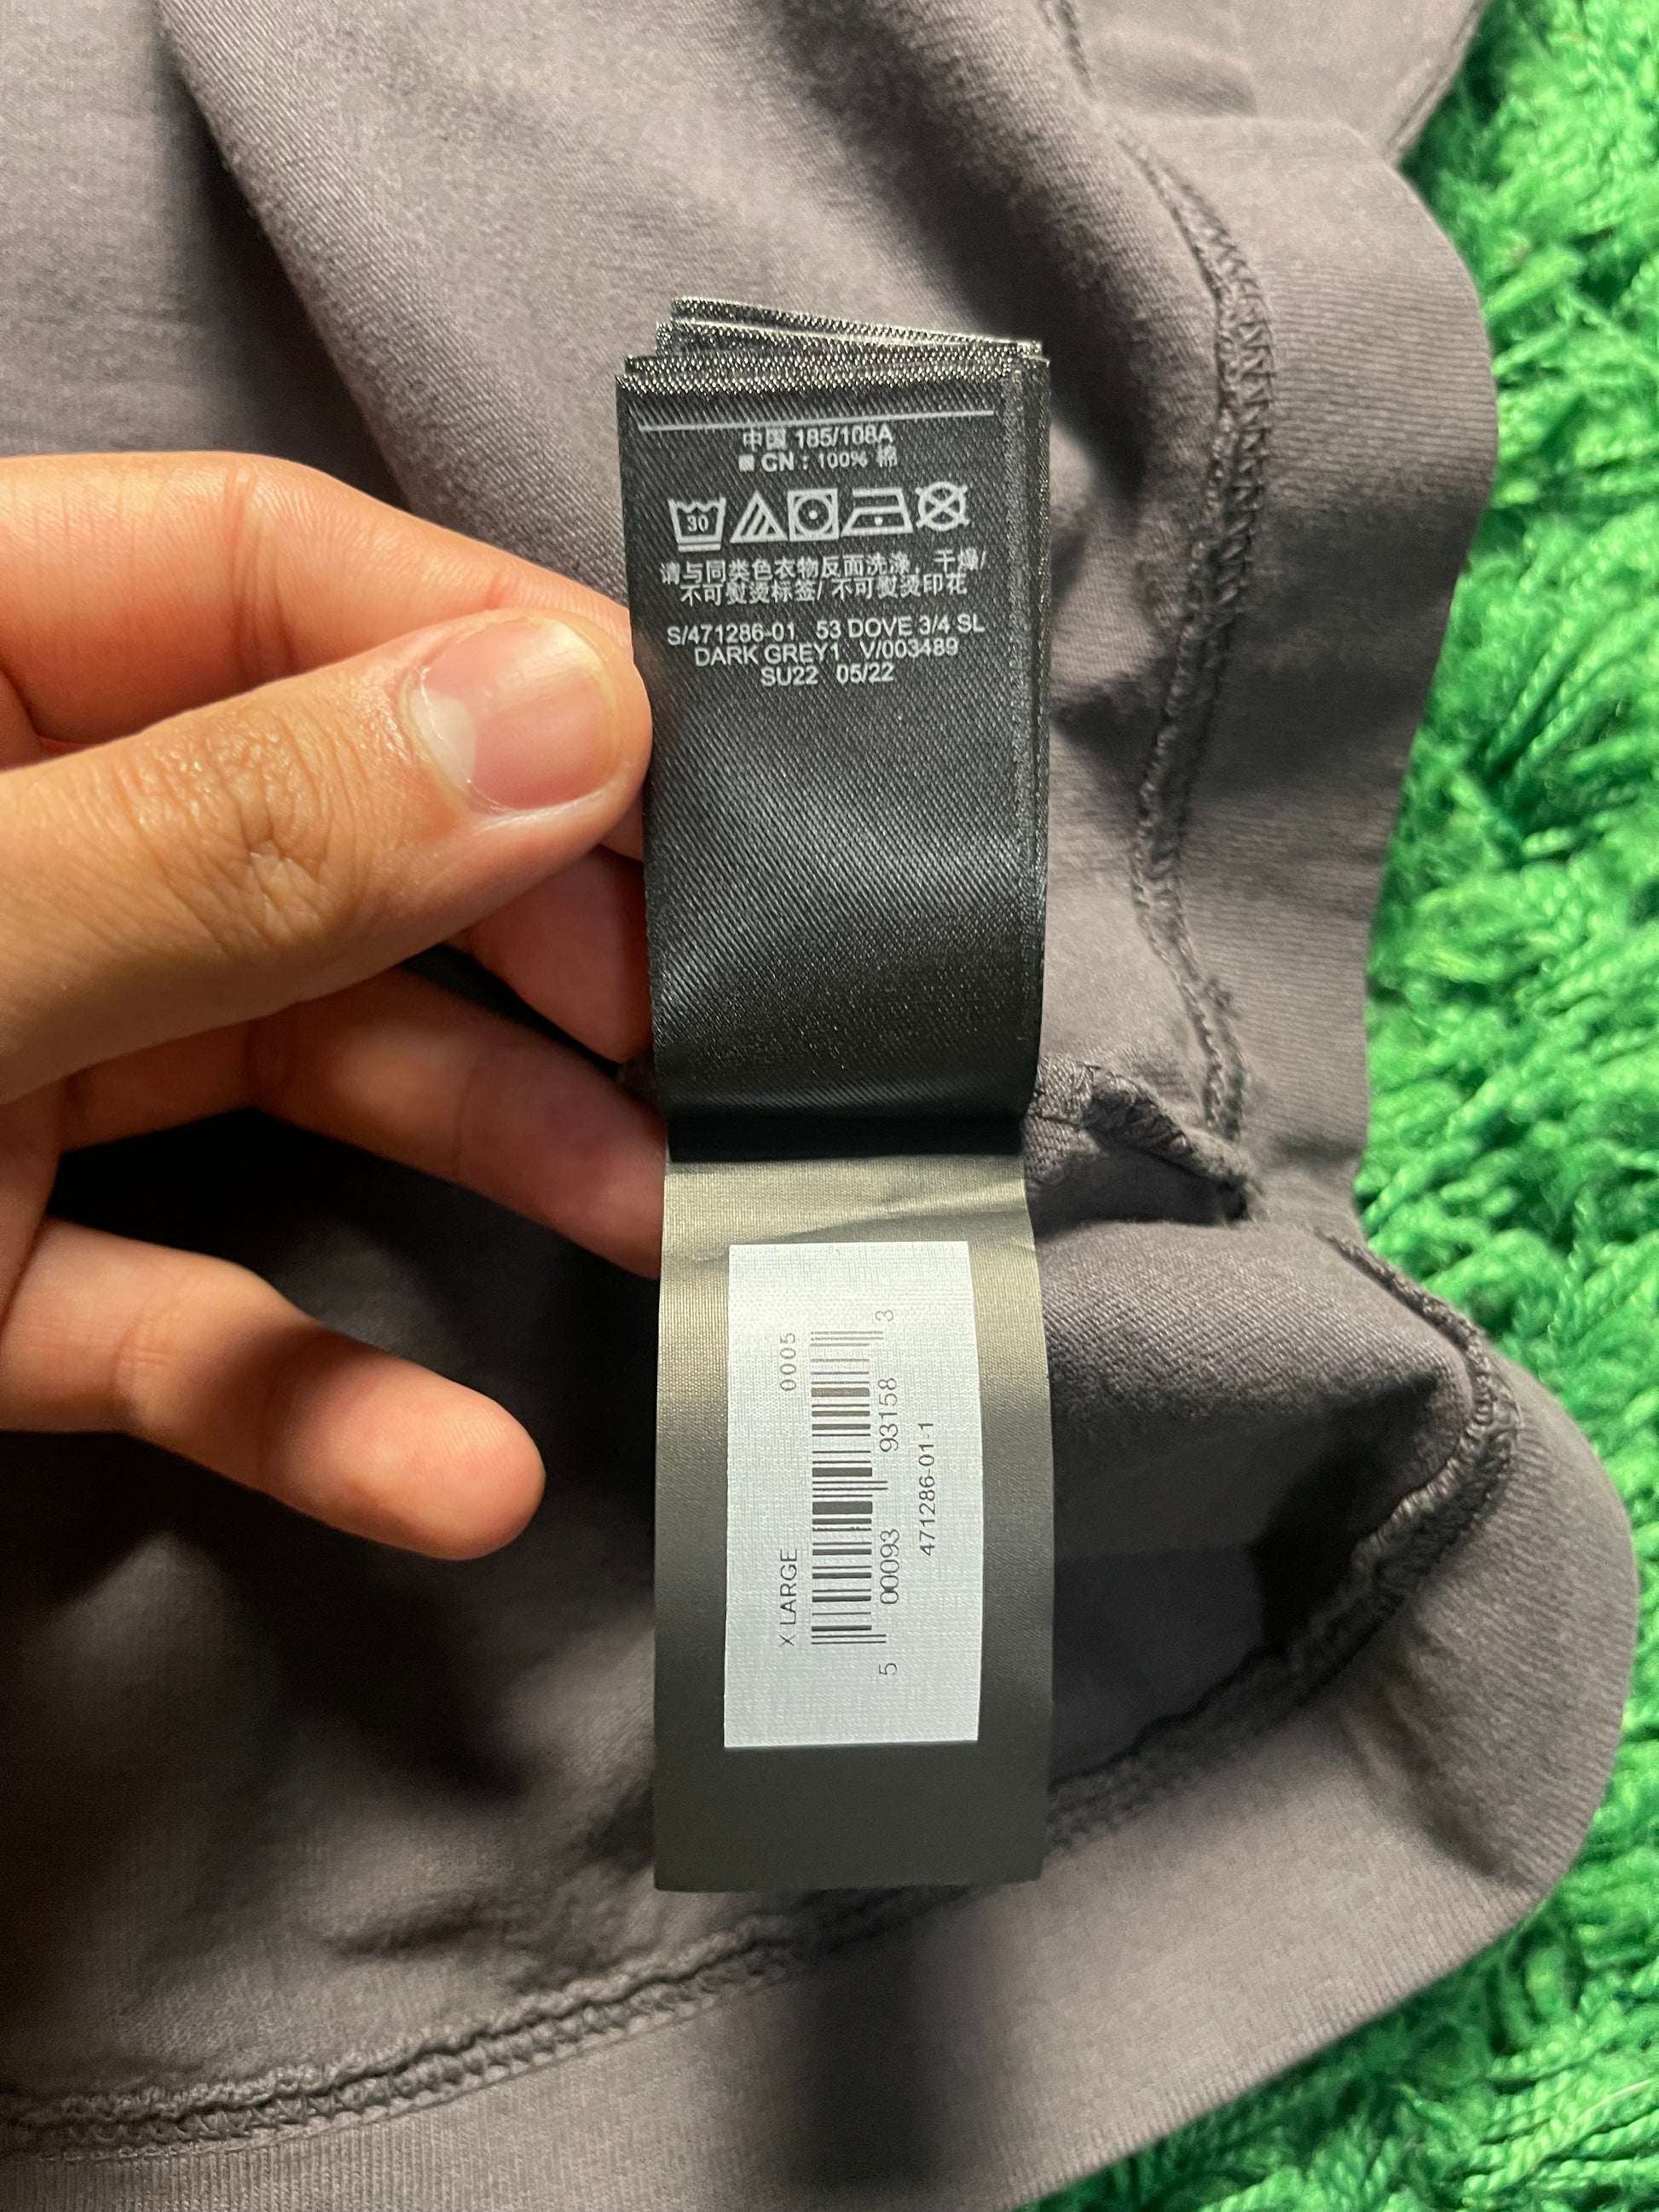 中国 185/108A
■ CN : 100% 棉
30
请与同类色衣物反面洗涤，干燥/
不可熨烫标签/ 不可熨烫印花
S/471286-01 53 DOVE 3/4 SL
DARK GREY1 V/003489
SU22 05/22
X LARGE 0005
5 00093 93158 3
471286-01-1